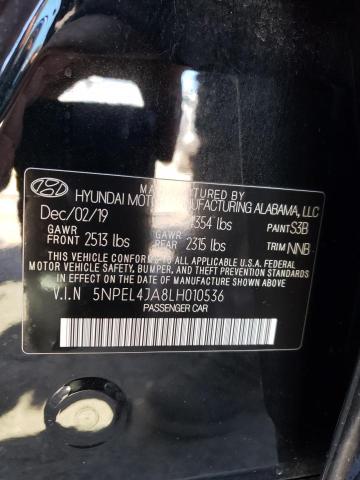 MANUFACTURED BY
HYUNDAI MOTOR MANUFACTURING ALABAMA, LLC
Dec/02/19 4354 lbs PAINT S3B
GAWR FRONT 2513 lbs GAWR REAR 2315 lbs TRIM NNB
THIS VEHICLE CONFORMS TO ALL APPLICABLE U.S.A. FEDERAL
MOTOR VEHICLE SAFETY, BUMPER, AND THEFT PREVENTION
STANDARDS IN EFFECT ON THE DATE OF MANUFACTURE SHOWN ABOVE.
V.I.N 5NPEL4JA8LH010536
PASSENGER CAR